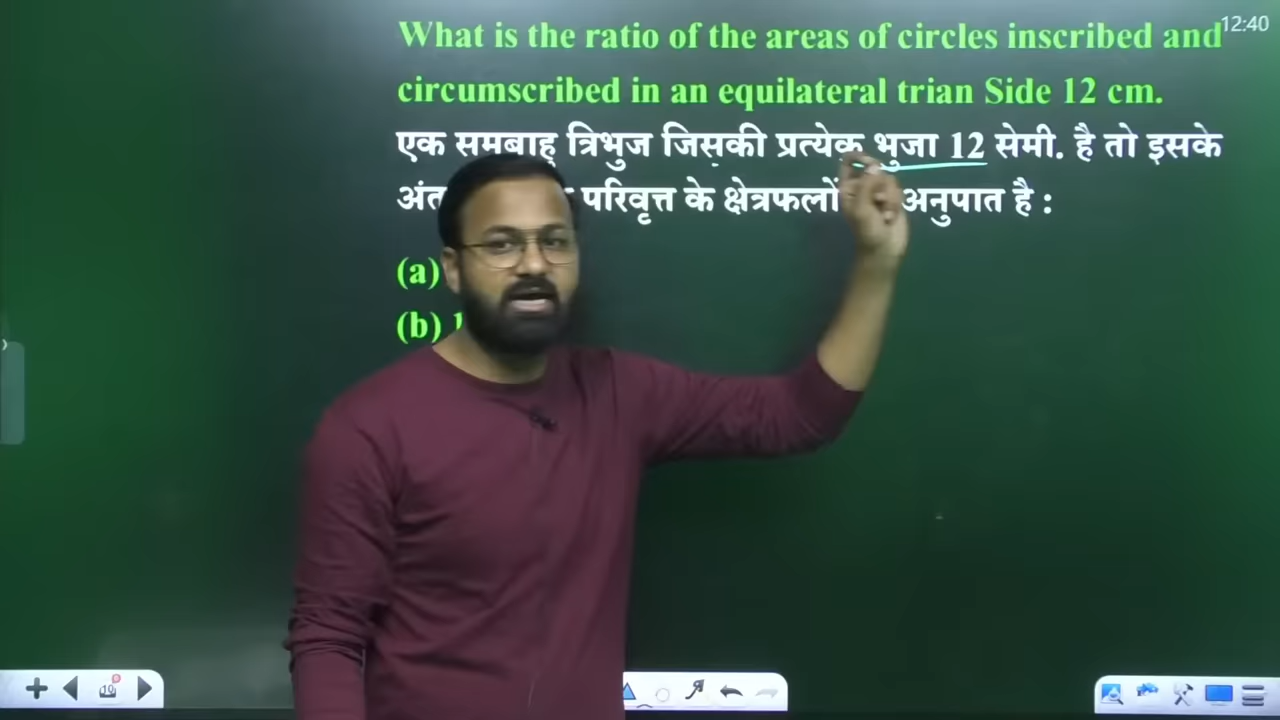 12:40
What is the ratio of the areas of circles inscribed and
circumscribed in an equilateral trian Side 12 cm.
एक समबाहु त्रिभुज जिसकी प्रत्येक भुजा 12 सेमी. है तो इसके
परिवृत्त के क्षेत्रफलों अनुपात है :
(a)
(b)